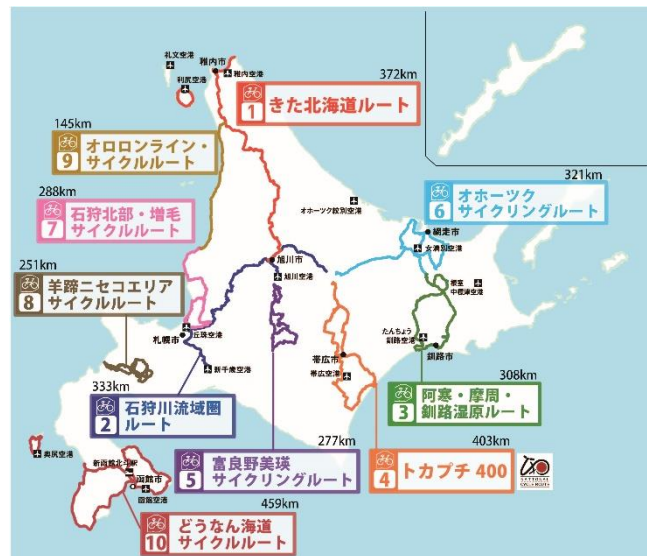 礼文空港
稚内市
稚内空港
利尻空港
372km
1
きた北海道ルート
145km
9
オロロンライン・
サイクルルート
321km
6
オホーツク
サイクリングルート
288km
7
石狩北部・増毛
サイクルルート
オホーツク紋別空港
網走市
女満別空港
旭川市
旭川空港
251km
8
羊蹄ニセコエリア
サイクルルート
根室
中標津空港
札幌市
丘珠空港
たんちょう
釧路空港
釧路市
新千歳空港
帯広市
帯広空港
333km
2
石狩川流域圏
ルート
308km
3
阿寒・摩周・
釧路湿原ルート
奥尻空港
277km
5
富良野美瑛
サイクリングルート
403km
4
トカプチ 400
NATIONAL
CYCLE ROUTE
新函館北斗駅
函館市
函館空港
459km
10
どうなん海道
サイクルルート